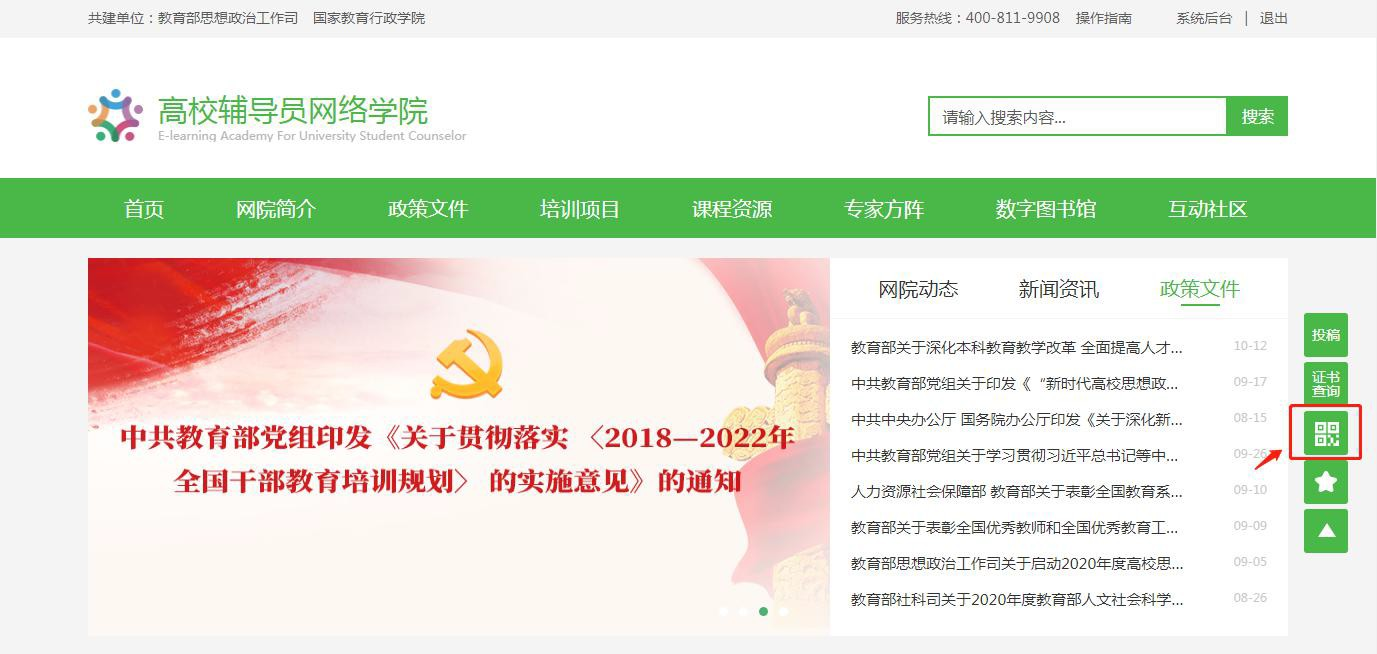 共建单位：教育部思想政治工作司 国家教育行政学院
服务热线：400-811-9908 操作指南 系统后台 | 退出
高校辅导员网络学院
E-learning Academy For University Student Counselor
请输入搜索内容... 搜索
首页 网院简介 政策文件 培训项目 课程资源 专家方阵 数字图书馆 互动社区
中共教育部党组印发《关于贯彻落实 〈2018—2022年
全国干部教育培训规划〉 的实施意见》的通知
网院动态 新闻资讯 政策文件
教育部关于深化本科教育教学改革 全面提高人才... 10-12
中共教育部党组关于印发《 “新时代高校思想政... 09-17
中共中央办公厅 国务院办公厅印发《关于深化新... 08-15
中共教育部党组关于学习贯彻习近平总书记等中... 09-26
人力资源社会保障部 教育部关于表彰全国教育系... 09-10
教育部关于表彰全国优秀教师和全国优秀教育工... 09-09
教育部思想政治工作司关于启动2020年度高校思... 09-05
教育部社科司关于2020年度教育部人文社会科学... 08-26
投稿
证书
查询